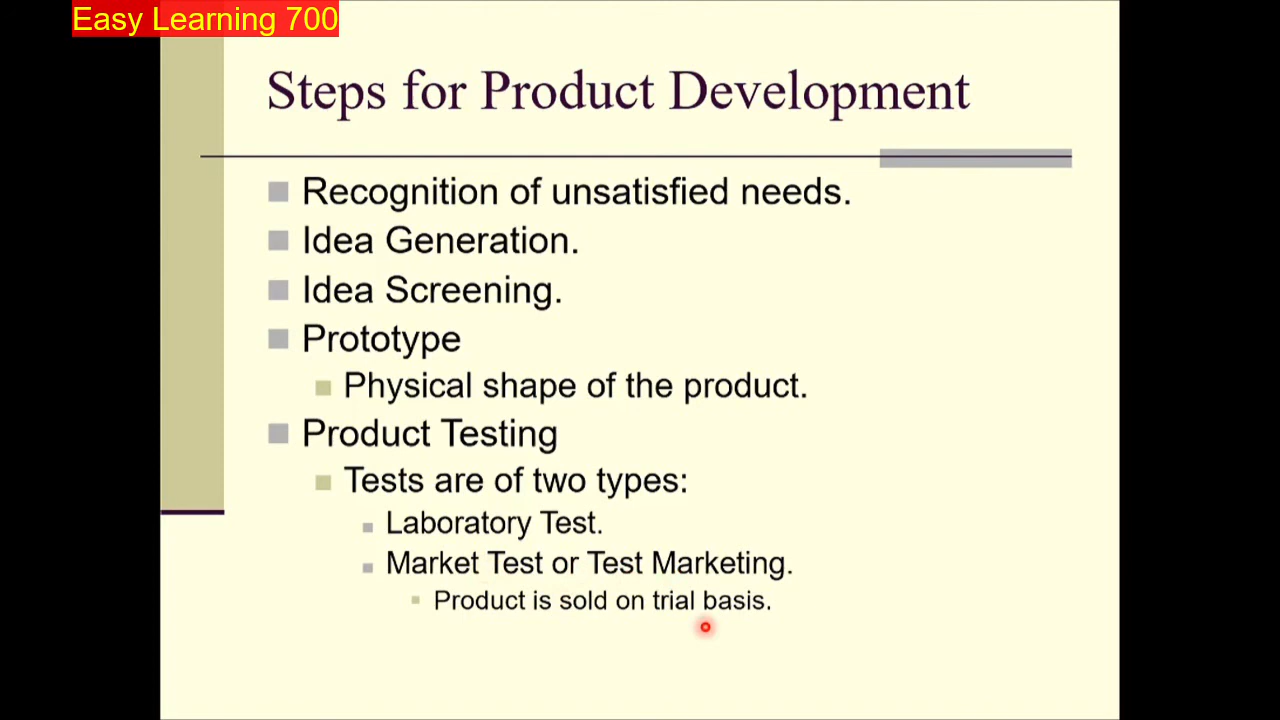 Easy Learning 700
Steps for Product Development
Recognition of unsatisfied needs.
Idea Generation.
Idea Screening.
Prototype
Physical shape of the product.
Product Testing
Tests are of two types:
Laboratory Test.
Market Test or Test Marketing.
Product is sold on trial basis.